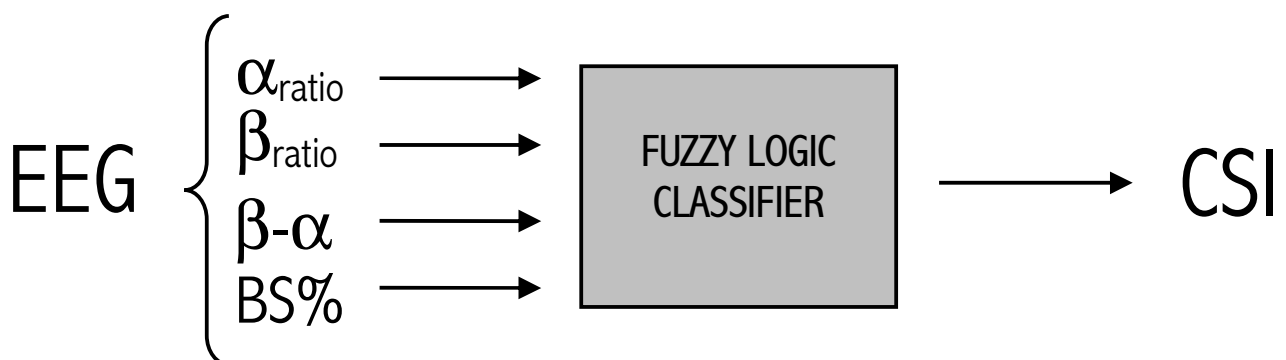 EEG
αratio
βratio
β-α
BS%
FUZZY LOGIC
CLASSIFIER
CSI